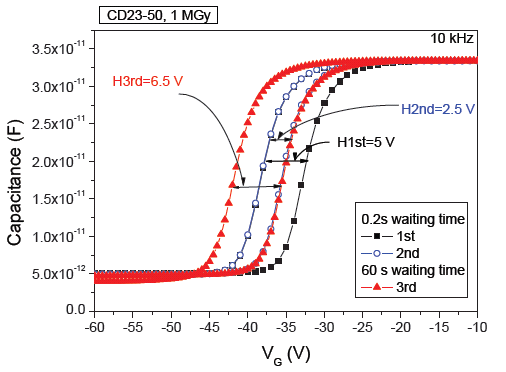 CD23-50, 1 MGy
10 kHz
3.5x10⁻¹¹
3.0x10⁻¹¹
2.5x10⁻¹¹
2.0x10⁻¹¹
1.5x10⁻¹¹
1.0x10⁻¹¹
5.0x10⁻¹²
0.0
Capacitance (F)
H3rd=6.5 V
H2nd=2.5 V
H1st=5 V
0.2s waiting time
1st
2nd
60 s waiting time
3rd
-60 -55 -50 -45 -40 -35 -30 -25 -20 -15 -10
V_G (V)